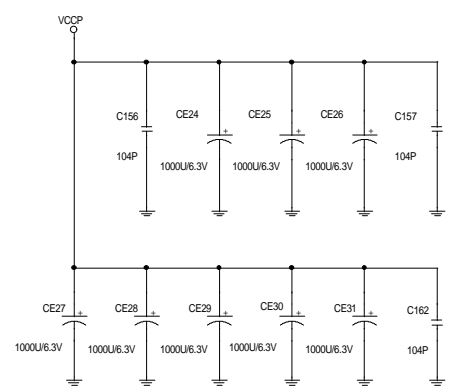 VCCP
C156 CE24 CE25 CE26 C157
+ + +
104P 1000U/6.3V 1000U/6.3V 1000U/6.3V 104P
CE27 CE28 CE29 CE30 CE31 C162
+ + + + +
1000U/6.3V 1000U/6.3V 1000U/6.3V 1000U/6.3V 1000U/6.3V 104P